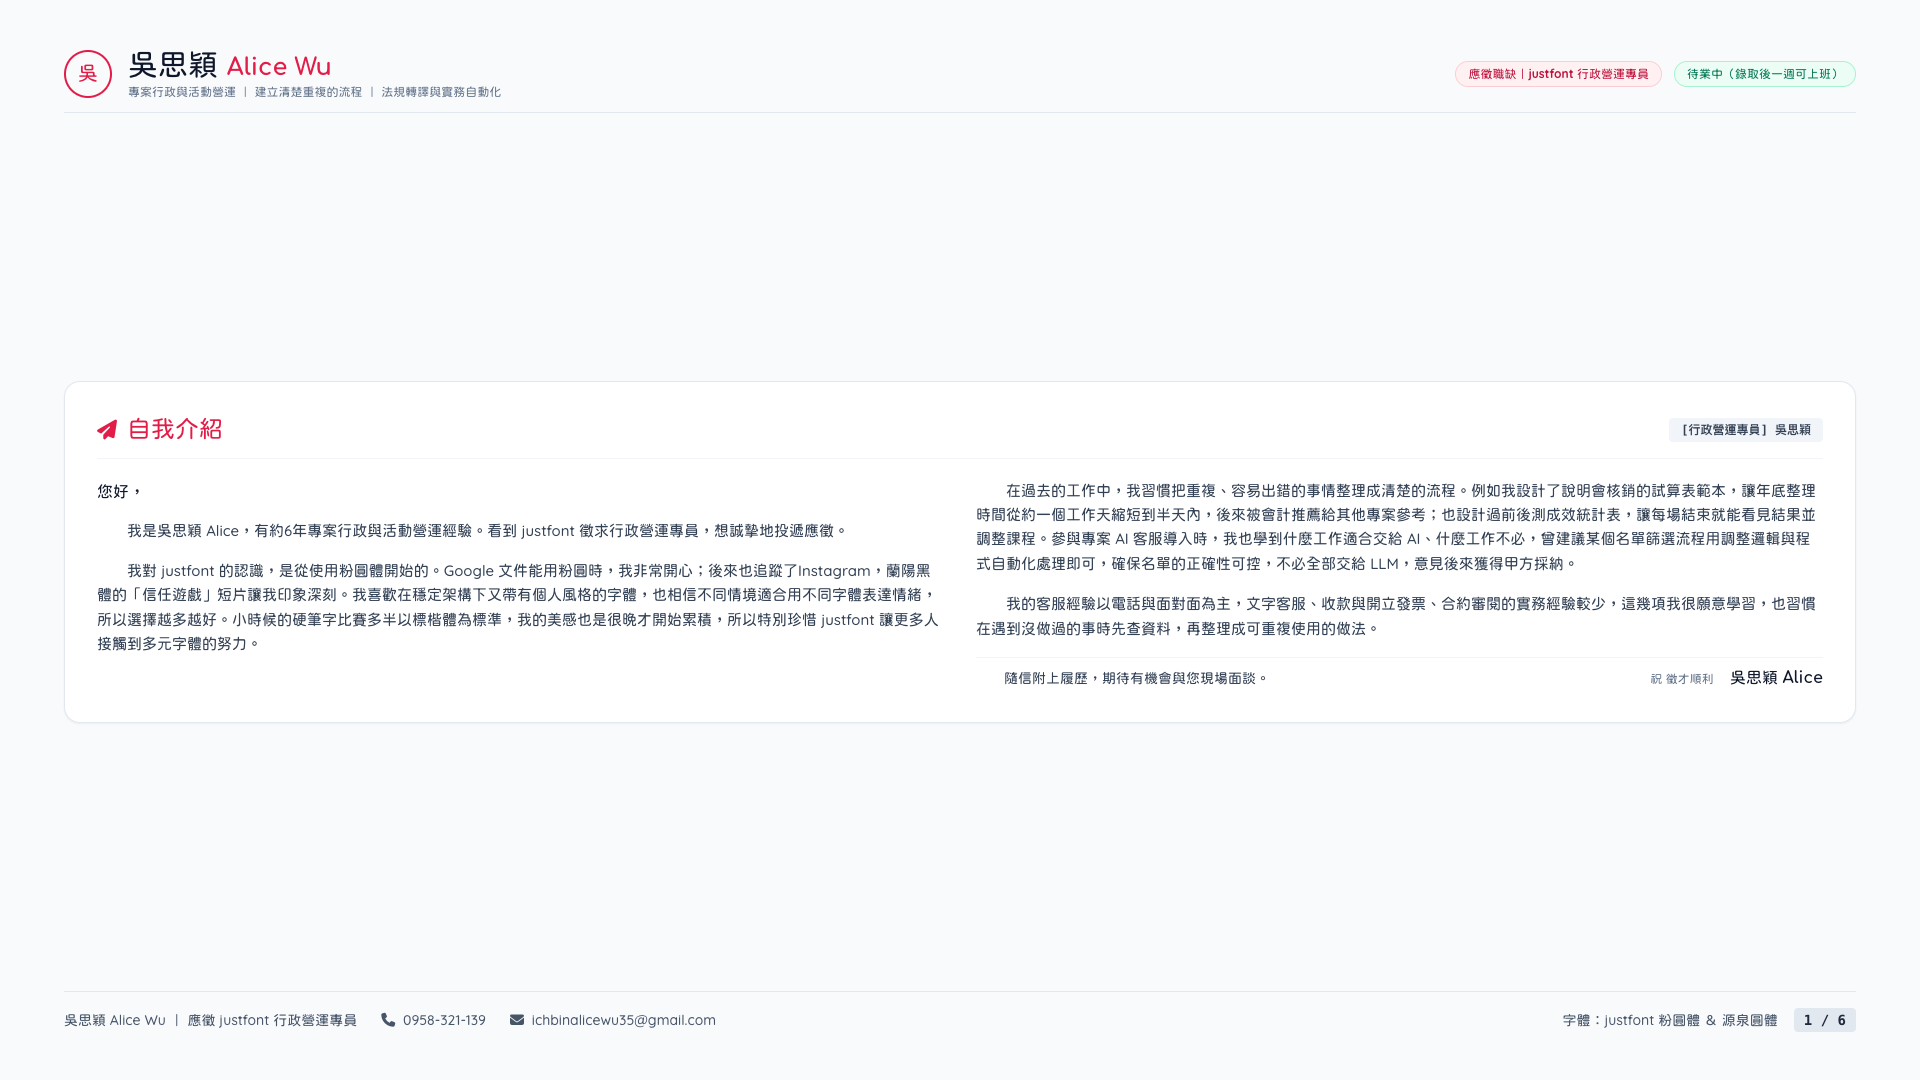 吳
吳思穎 Alice Wu
專案行政與活動營運 | 建立清楚重複的流程 | 法規轉譯與實務自動化
應徵職缺｜justfont 行政營運專員
待業中（錄取後一週可上班）
自我介紹
[行政營運專員] 吳思穎
您好，
我是吳思穎 Alice，有約6年專案行政與活動營運經驗。看到 justfont 徵求行政營運專員，想誠摯地投遞應徵。
我對 justfont 的認識，是從使用粉圓體開始的。Google 文件能用粉圓時，我非常開心；後來也追蹤了Instagram，蘭陽黑
體的「信任遊戲」短片讓我印象深刻。我喜歡在穩定架構下又帶有個人風格的字體，也相信不同情境適合用不同字體表達情緒，
所以選擇越多越好。小時候的硬筆字比賽多半以標楷體為標準，我的美感也是很晚才開始累積，所以特別珍惜 justfont 讓更多人
接觸到多元字體的努力。
在過去的工作中，我習慣把重複、容易出錯的事情整理成清楚的流程。例如我設計了說明會核銷的試算表範本，讓年底整理
時間從約一個工作天縮短到半天內，後來被會計推薦給其他專案參考；也設計過前後測成效統計表，讓每場結束就能看見結果並
調整課程。參與專案 AI 客服導入時，我也學到什麼工作適合交給 AI、什麼工作不必，曾建議某個名單篩選流程用調整邏輯與程
式自動化處理即可，確保名單的正確性可控，不必全部交給 LLM，意見後來獲得甲方採納。
我的客服經驗以電話與面對面為主，文字客服、收款與開立發票、合約審閱的實務經驗較少，這幾項我很願意學習，也習慣
在遇到沒做過的事時先查資料，再整理成可重複使用的做法。
隨信附上履歷，期待有機會與您現場面談。
祝 徵才順利 吳思穎 Alice
吳思穎 Alice Wu | 應徵 justfont 行政營運專員
0958-321-139
ichbinalicewu35@gmail.com
字體：justfont 粉圓體 & 源泉圓體
1 / 6